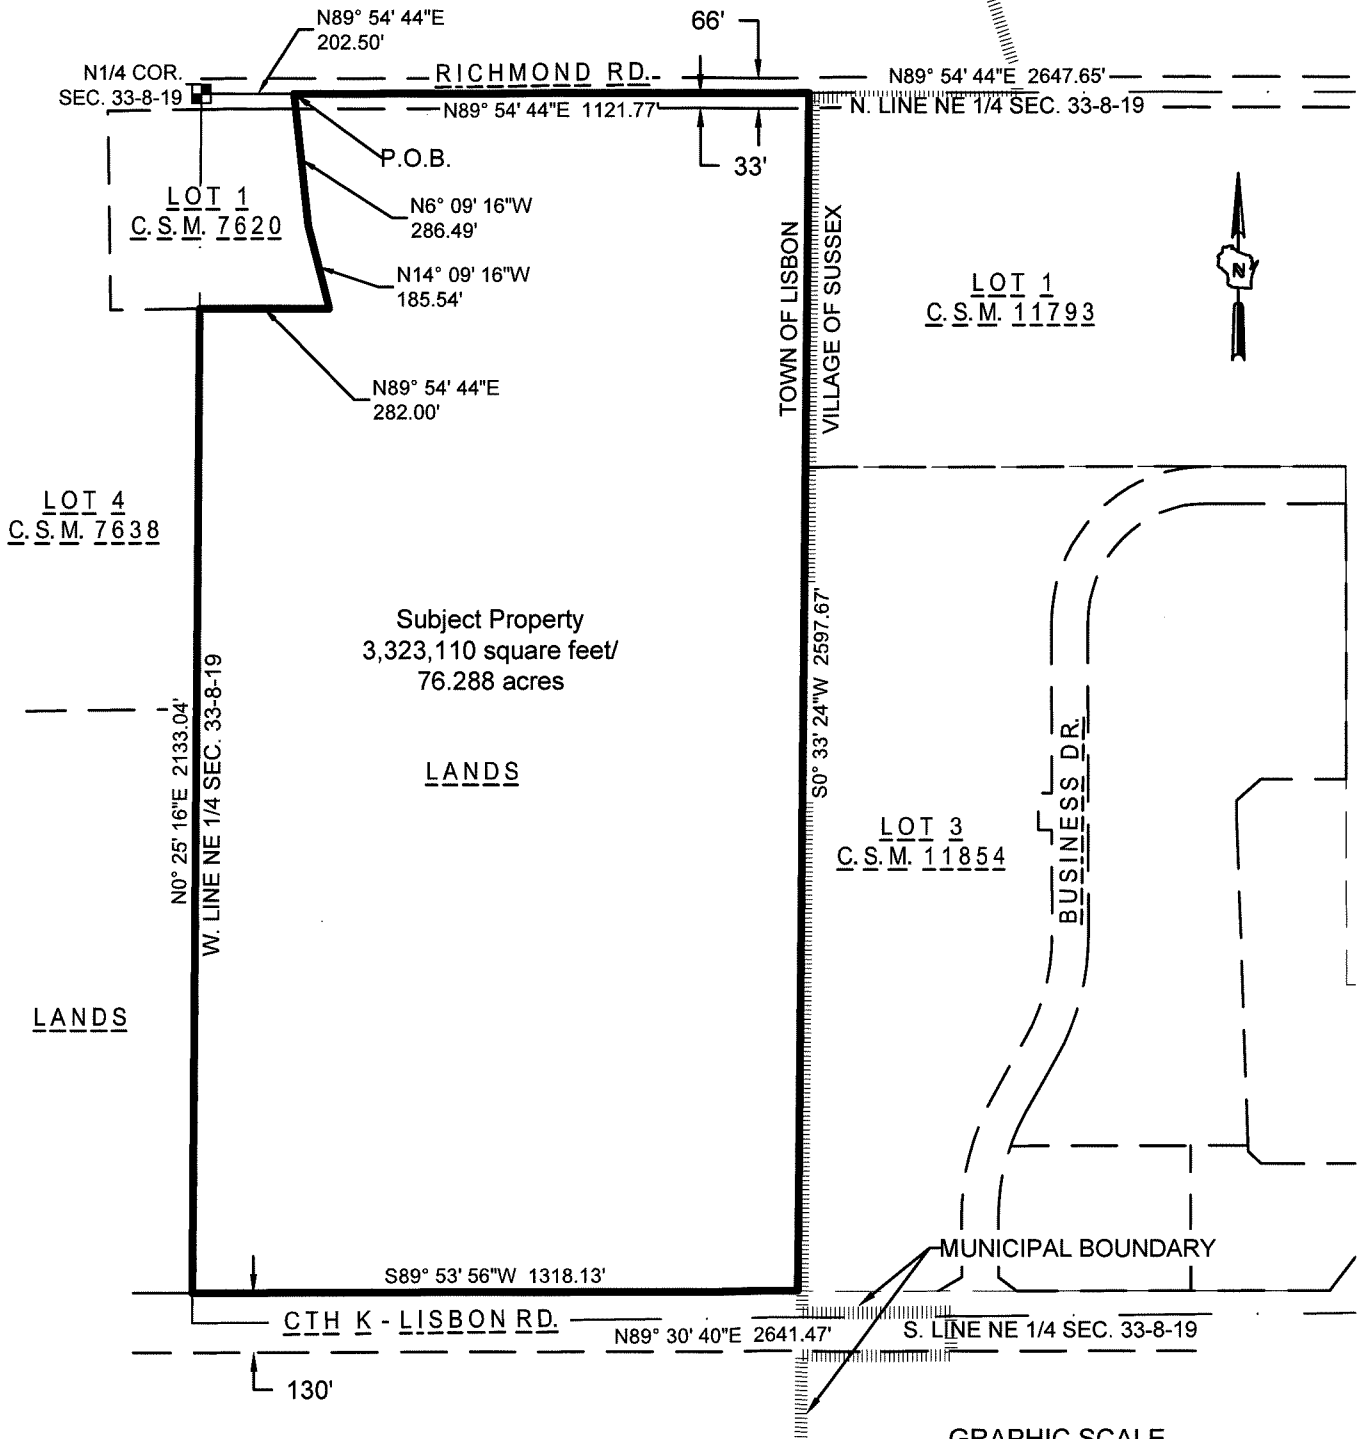 N89° 54' 44"E
202.50'
66'
N1/4 COR.
SEC. 33-8-19
RICHMOND RD.
N89° 54' 44"E 2647.65'
N89° 54' 44"E 1121.77'
N. LINE NE 1/4 SEC. 33-8-19
P.O.B.
33'
LOT 1
C.S.M. 7620
N6° 09' 16"W
286.49'
N14° 09' 16"W
185.54'
TOWN OF LISBON
VILLAGE OF SUSSEX
LOT 1
C.S.M. 11793
N
N89° 54' 44"E
282.00'
LOT 4
C.S.M. 7638
Subject Property
3,323,110 square feet/
76.288 acres
LANDS
N0° 25' 16"E 2133.04'
W. LINE NE 1/4 SEC. 33-8-19
S0° 33' 24"W 2597.67'
LOT 3
C.S.M. 11854
BUSINESS DR.
LANDS
MUNICIPAL BOUNDARY
S89° 53' 56"W 1318.13'
CTH K - LISBON RD.
N89° 30' 40"E 2641.47'
S. LINE NE 1/4 SEC. 33-8-19
130'
GRAPHIC SCALE